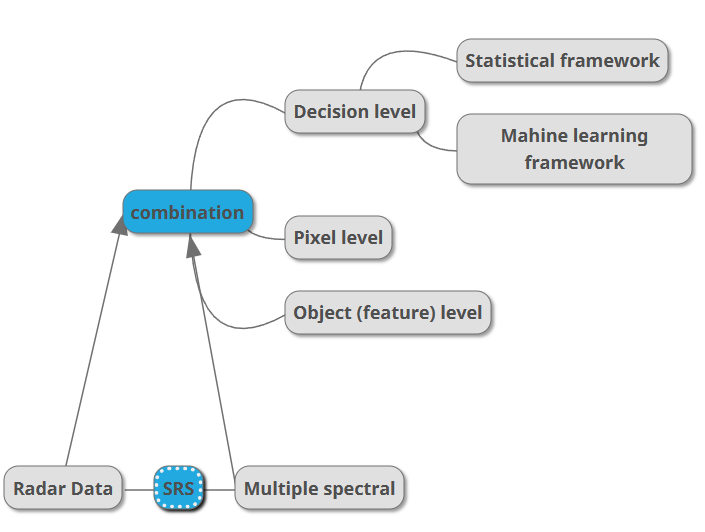 Statistical framework
Decision level
Mahine learning
framework
combination
Pixel level
Object (feature) level
Radar Data
SRS
Multiple spectral